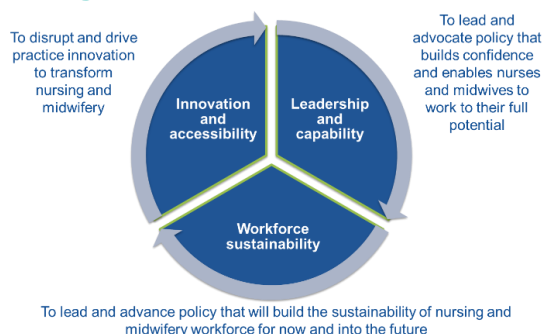 To disrupt and drive
practice innovation
to transform
nursing and
midwifery
Innovation
and
accessibility
Leadership
and
capability
To lead and
advocate policy that
builds confidence
and enables nurses
and midwives to
work to their full
potential
Workforce
sustainability
To lead and advance policy that will build the sustainability of nursing and
midwifery workforce for now and into the future